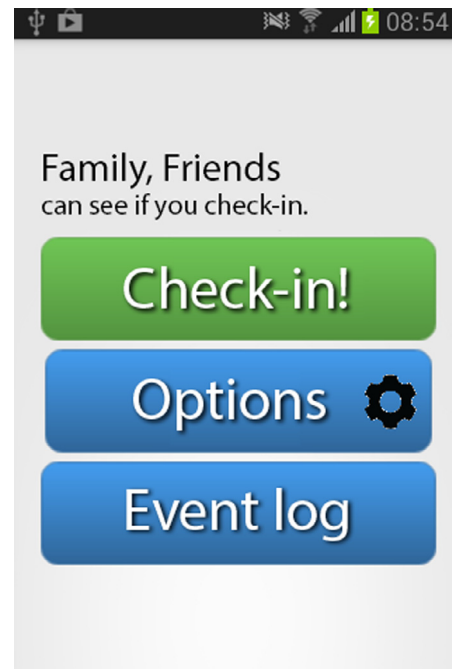 08:54
Family, Friends
can see if you check-in.
Check-in!
Options
Event log